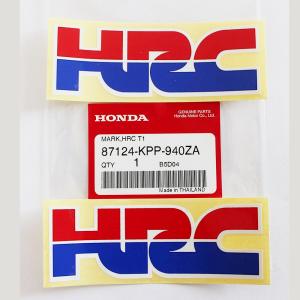 HRC
HONDA
GENUINE PARTS
Honda Motor Co., Ltd.
MARK,HRC T1
87124-KPP-940ZA
QTY 1 B5D04
Made in THAILAND
HRC